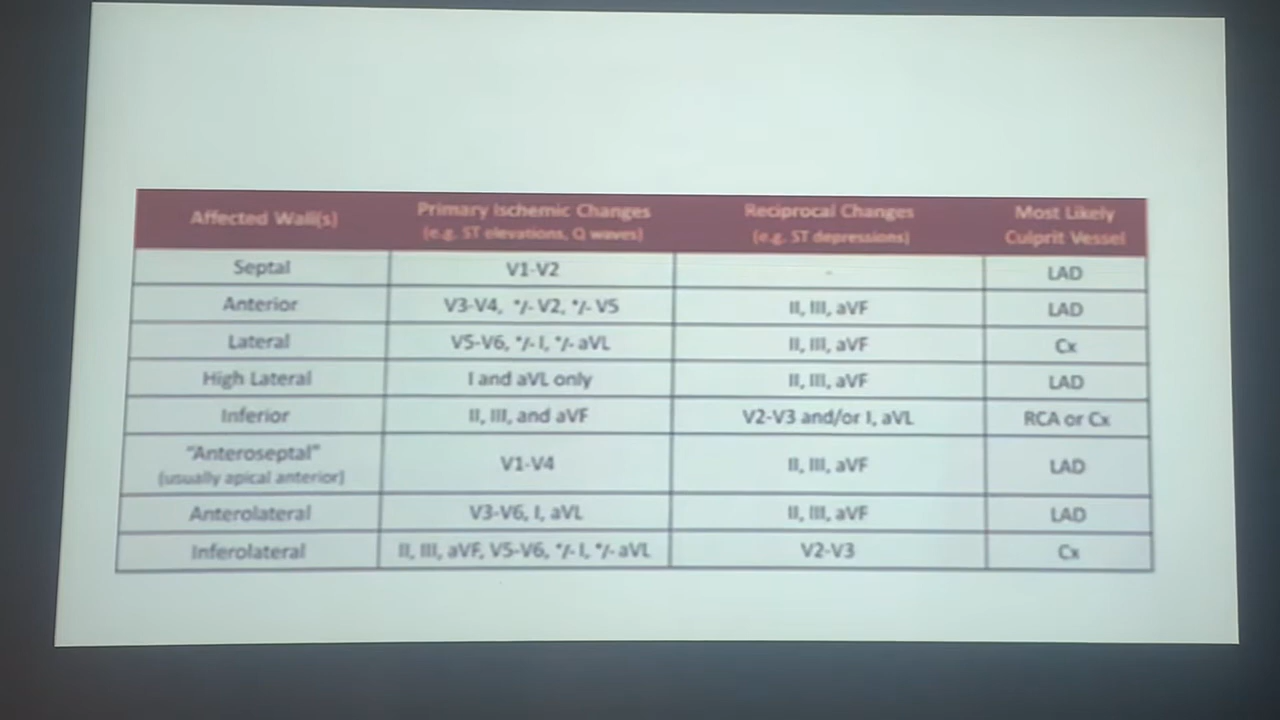 Affected Wall(s) Primary Ischemic Changes Reciprocal Changes Most Likely
(e.g. ST elevations, Q waves) (e.g. ST depressions) Culprit Vessel
Septal V1-V2 - LAD
Anterior V3-V4, +/- V2, +/- V5 II, III, aVF LAD
Lateral V5-V6, +/- I, +/- aVL II, III, aVF Cx
High Lateral I and aVL only II, III, aVF LAD
Inferior II, III, and aVF V2-V3 and/or I, aVL RCA or Cx
"Anteroseptal"
(usually apical anterior) V1-V4 II, III, aVF LAD
Anterolateral V3-V6, I, aVL II, III, aVF LAD
Inferolateral II, III, aVF, V5-V6, +/- I, +/- aVL V2-V3 Cx